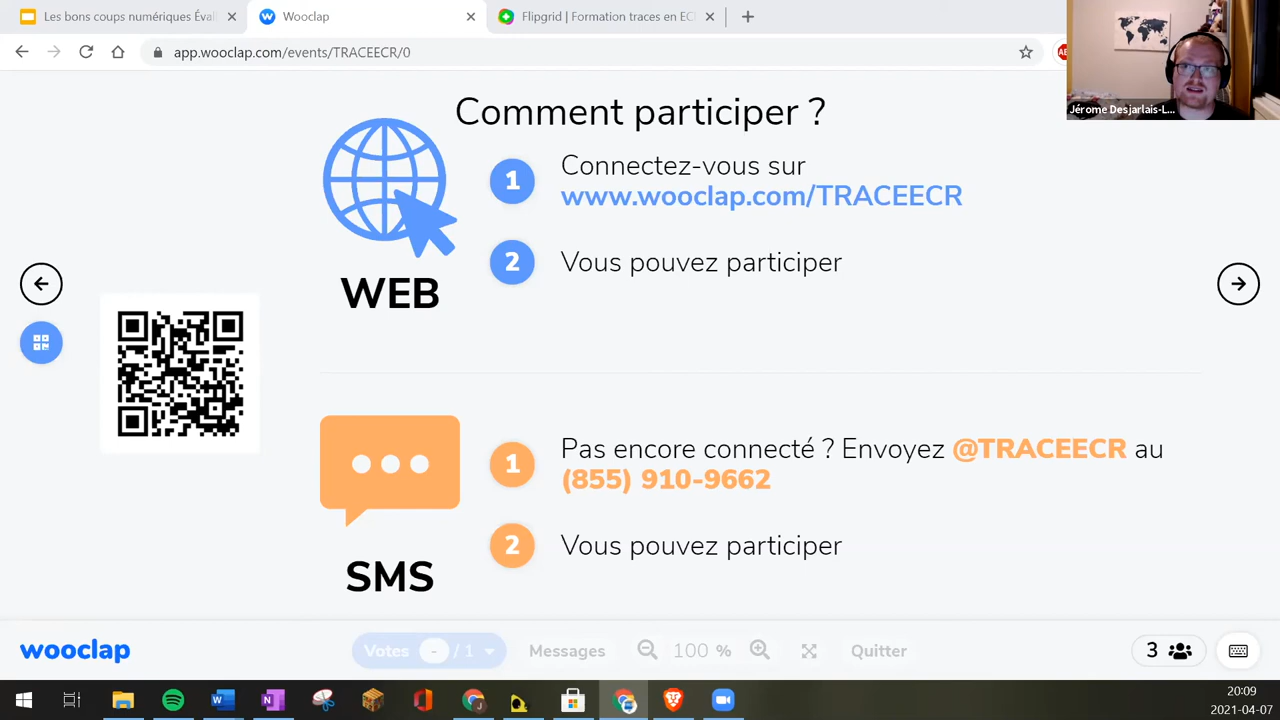 Les bons coups numériques Éval
Wooclap
Flipgrid | Formation traces en EC
app.wooclap.com/events/TRACEECR/0
Jérome Desjarlais-L...
Comment participer ?
1 Connectez-vous sur
www.wooclap.com/TRACEECR
2 Vous pouvez participer
WEB
1 Pas encore connecté ? Envoyez @TRACEECR au
(855) 910-9662
2 Vous pouvez participer
SMS
wooclap
Votes - / 1
Messages
100 %
Quitter
3
20:09
2021-04-07